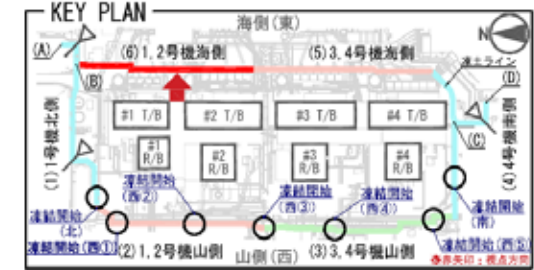 KEY PLAN
海側(東)
N
(A)
(6)1,2号機海側
(5)3,4号機海側
凍土ライン
(B)
(D)
#1 T/B
#2 T/B
#3 T/B
#4 T/B
(C)
(1)1号機北側
(4)4号機南側
#1
R/B
#2
R/B
#3
R/B
#4
R/B
凍結開始
(西②)
凍結開始
(西③)
凍結開始
(西④)
凍結開始
(北)
凍結開始
(南)
凍結開始(西①)
(2)1,2号機山側
山側(西)
(3)3,4号機山側
凍結開始(西⑤)
赤矢印:視点方向